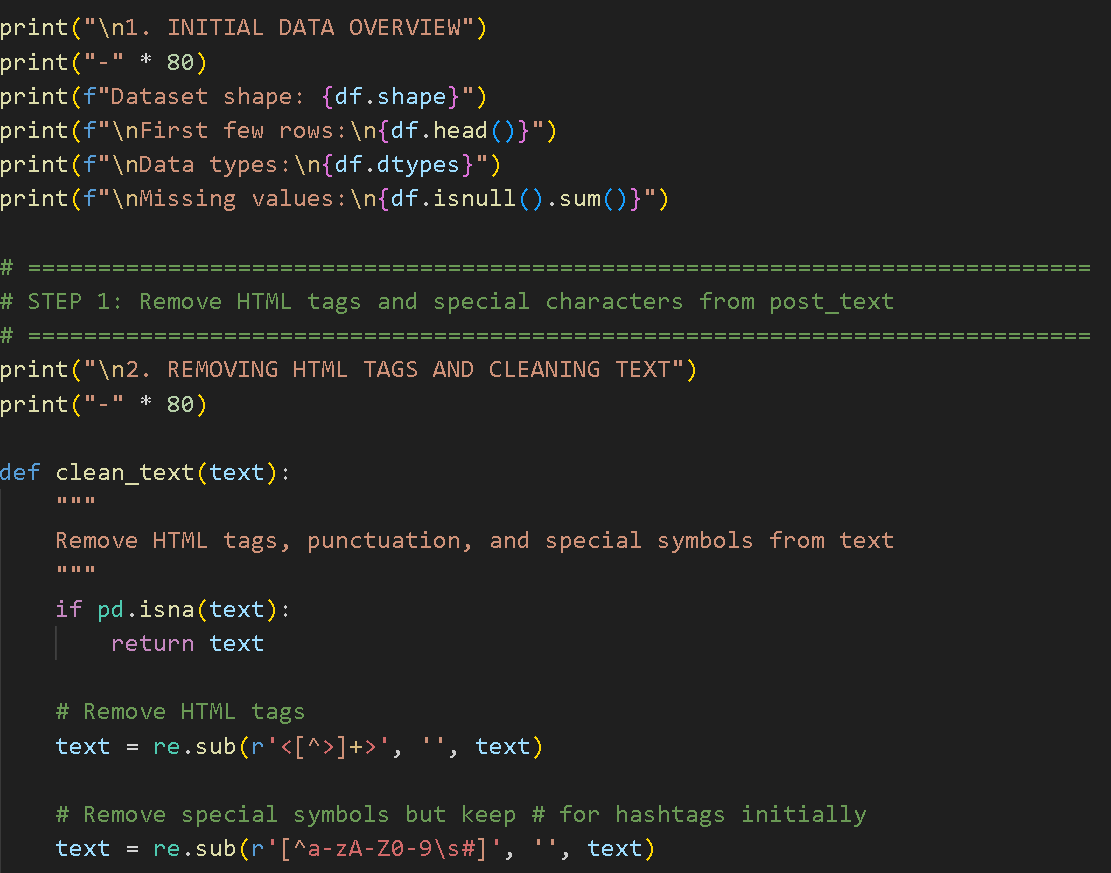 print("\n1. INITIAL DATA OVERVIEW")
print("-" * 80)
print(f"Dataset shape: {df.shape}")
print(f"\nFirst few rows:\n{df.head()}")
print(f"\nData types:\n{df.dtypes}")
print(f"\nMissing values:\n{df.isnull().sum()}")

# ============================================================================
# STEP 1: Remove HTML tags and special characters from post_text
# ============================================================================
print("\n2. REMOVING HTML TAGS AND CLEANING TEXT")
print("-" * 80)

def clean_text(text):
    """
    Remove HTML tags, punctuation, and special symbols from text
    """
    if pd.isna(text):
        return text

    # Remove HTML tags
    text = re.sub(r'<[^>]+>', '', text)

    # Remove special symbols but keep # for hashtags initially
    text = re.sub(r'[^a-zA-Z0-9\s#]', '', text)